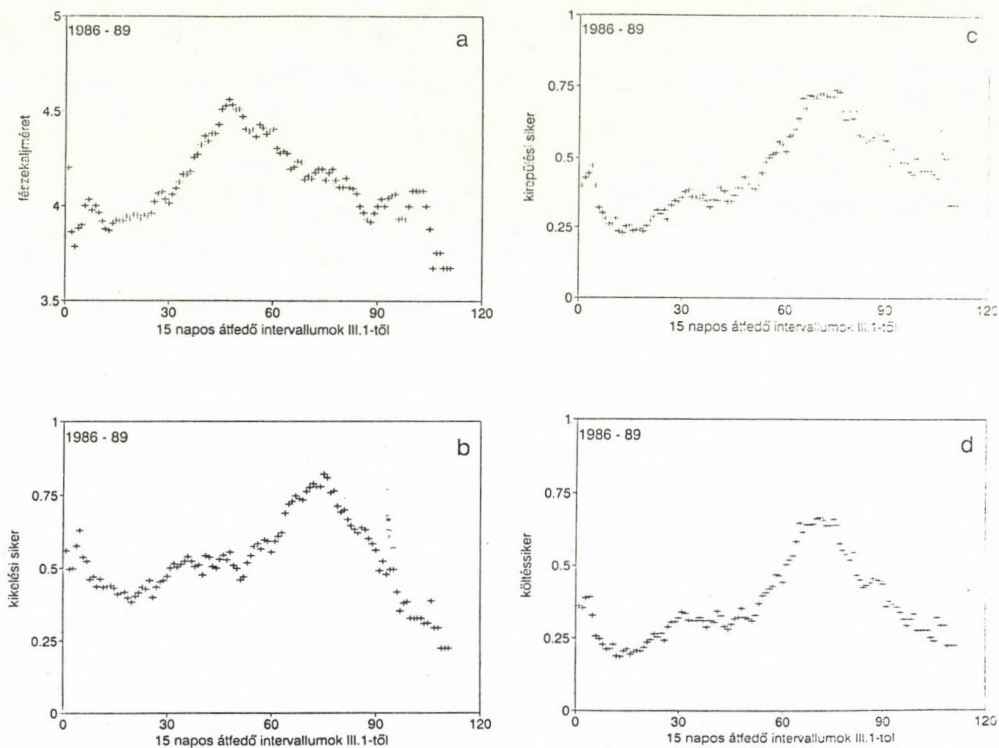 5
1986 - 89
a
4.5
4
3.5
fészekaljméret
0
30
60
90
120
15 napos átfedő intervallumok III.1-től
1
1986 - 89
c
0.75
0.5
0.25
0
kirepülési siker
0
30
60
90
120
15 napos átfedő intervallumok III.1-től
1
1986 - 89
b
0.75
0.5
0.25
0
kikelési siker
0
30
60
90
120
15 napos átfedő intervallumok III.1-től
1
1986 - 89
d
0.75
0.5
0.25
0
költéssiker
0
30
60
90
120
15 napos átfedő intervallumok III.1-től